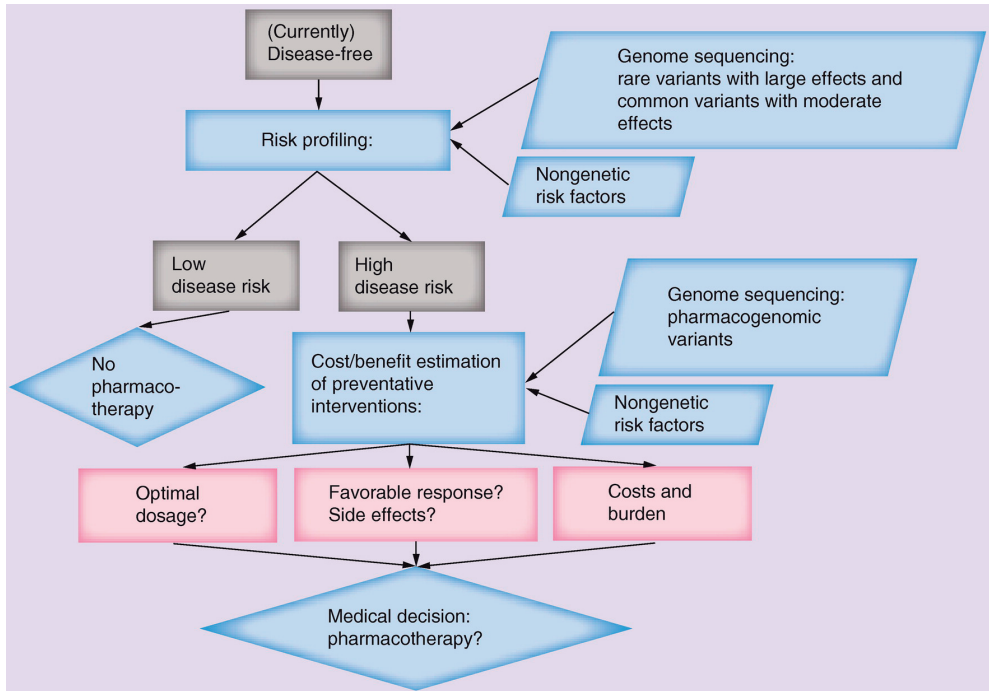 (Currently)
Disease-free
Genome sequencing:
rare variants with large effects and
common variants with moderate
effects
Risk profiling:
Nongenetic
risk factors
Low
disease risk
High
disease risk
Genome sequencing:
pharmacogenomic
variants
No
pharmaco-
therapy
Cost/benefit estimation
of preventative
interventions:
Nongenetic
risk factors
Optimal
dosage?
Favorable response?
Side effects?
Costs and
burden
Medical decision:
pharmacotherapy?